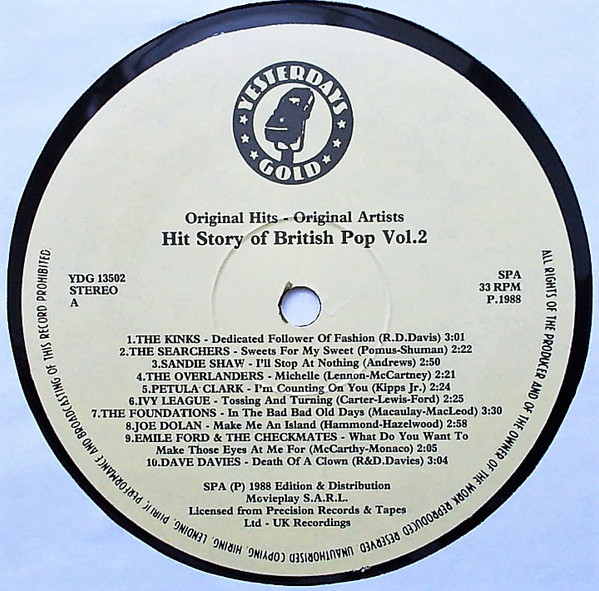 YESTERDAYS
GOLD
Original Hits - Original Artists
Hit Story of British Pop Vol.2
YDG 13502
STEREO
A
SPA
33 RPM
P.1988
1.THE KINKS - Dedicated Follower Of Fashion (R.D.Davis) 3:01
2.THE SEARCHERS - Sweets For My Sweet (Pomus-Shuman) 2:22
3.SANDIE SHAW - I'll Stop At Nothing (Andrews) 2:50
4.THE OVERLANDERS - Michelle (Lennon-McCartney) 2:21
5.PETULA CLARK - I'm Counting On You (Kipps Jr.) 2:24
6.IVY LEAGUE - Tossing And Turning (Carter-Lewis-Ford) 2:25
7.THE FOUNDATIONS - In The Bad Bad Old Days (Macaulay-MacLeod) 3:30
8.JOE DOLAN - Make Me An Island (Hammond-Hazelwood) 2:58
9.EMILE FORD & THE CHECKMATES - What Do You Want To
Make Those Eyes At Me For (McCarthy-Monaco) 2:05
10.DAVE DAVIES - Death Of A Clown (R&D.Davies) 3:04
SPA (P) 1988 Edition & Distribution
Movieplay S.A.R.L.
Licensed from Precision Records & Tapes
Ltd - UK Recordings
ALL RIGHTS OF THE PRODUCER AND OF THE OWNER OF THE WORK REPRODUCED RESERVED. UNAUTHORISED COPYING, HIRING, LENDING, PUBLIC PERFORMANCE AND BROADCASTING OF THIS RECORD PROHIBITED